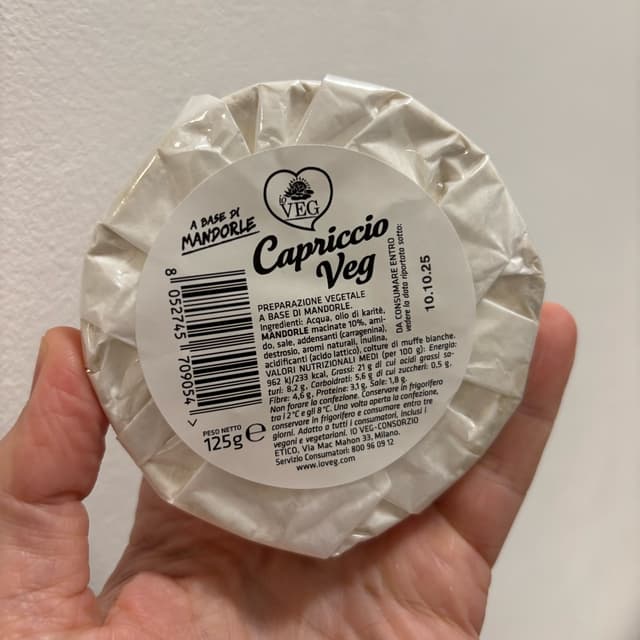 io
VEG
A BASE DI
MANDORLE
Capriccio
Veg
PREPARAZIONE VEGETALE
A BASE DI MANDORLE.
Ingredienti: Acqua, olio di karité,
MANDORLE macinate 10%, ami-
do, sale, addensanti (carragenina),
destrosio, aromi naturali, inulina,
acidificanti (acido lattico), colture di muffe blanche.
VALORI NUTRIZIONALI MEDI (per 100 g): Energia:
962 kJ/233 kcal, Grassi: 21 g di cui acidi grassi sa-
turi: 8,2 g, Carboidrati: 5,6 g di cui zuccheri: 0,5 g,
Fibre: 4,6 g, Proteine: 3,1 g, Sale: 1,8 g.
Non forare la confezione. Conservare in frigorifero
tra i 2°C e gli 8°C. Una volta aperta la confezione,
conservare in frigorifero e consumare entro tre
giorni. Adatto a tutti i consumatori, inclusi i
vegani e vegetariani. IO VEG-CONSORZIO
ETICO, Via Mac Mahon 33, Milano.
Servizio Consumatori: 800 96 05 12
www.ioveg.com
DA CONSUMARE ENTRO
vedere la data riportata sotto:
10.10.25
8 052745 709054 >
PESO NETTO
125g e